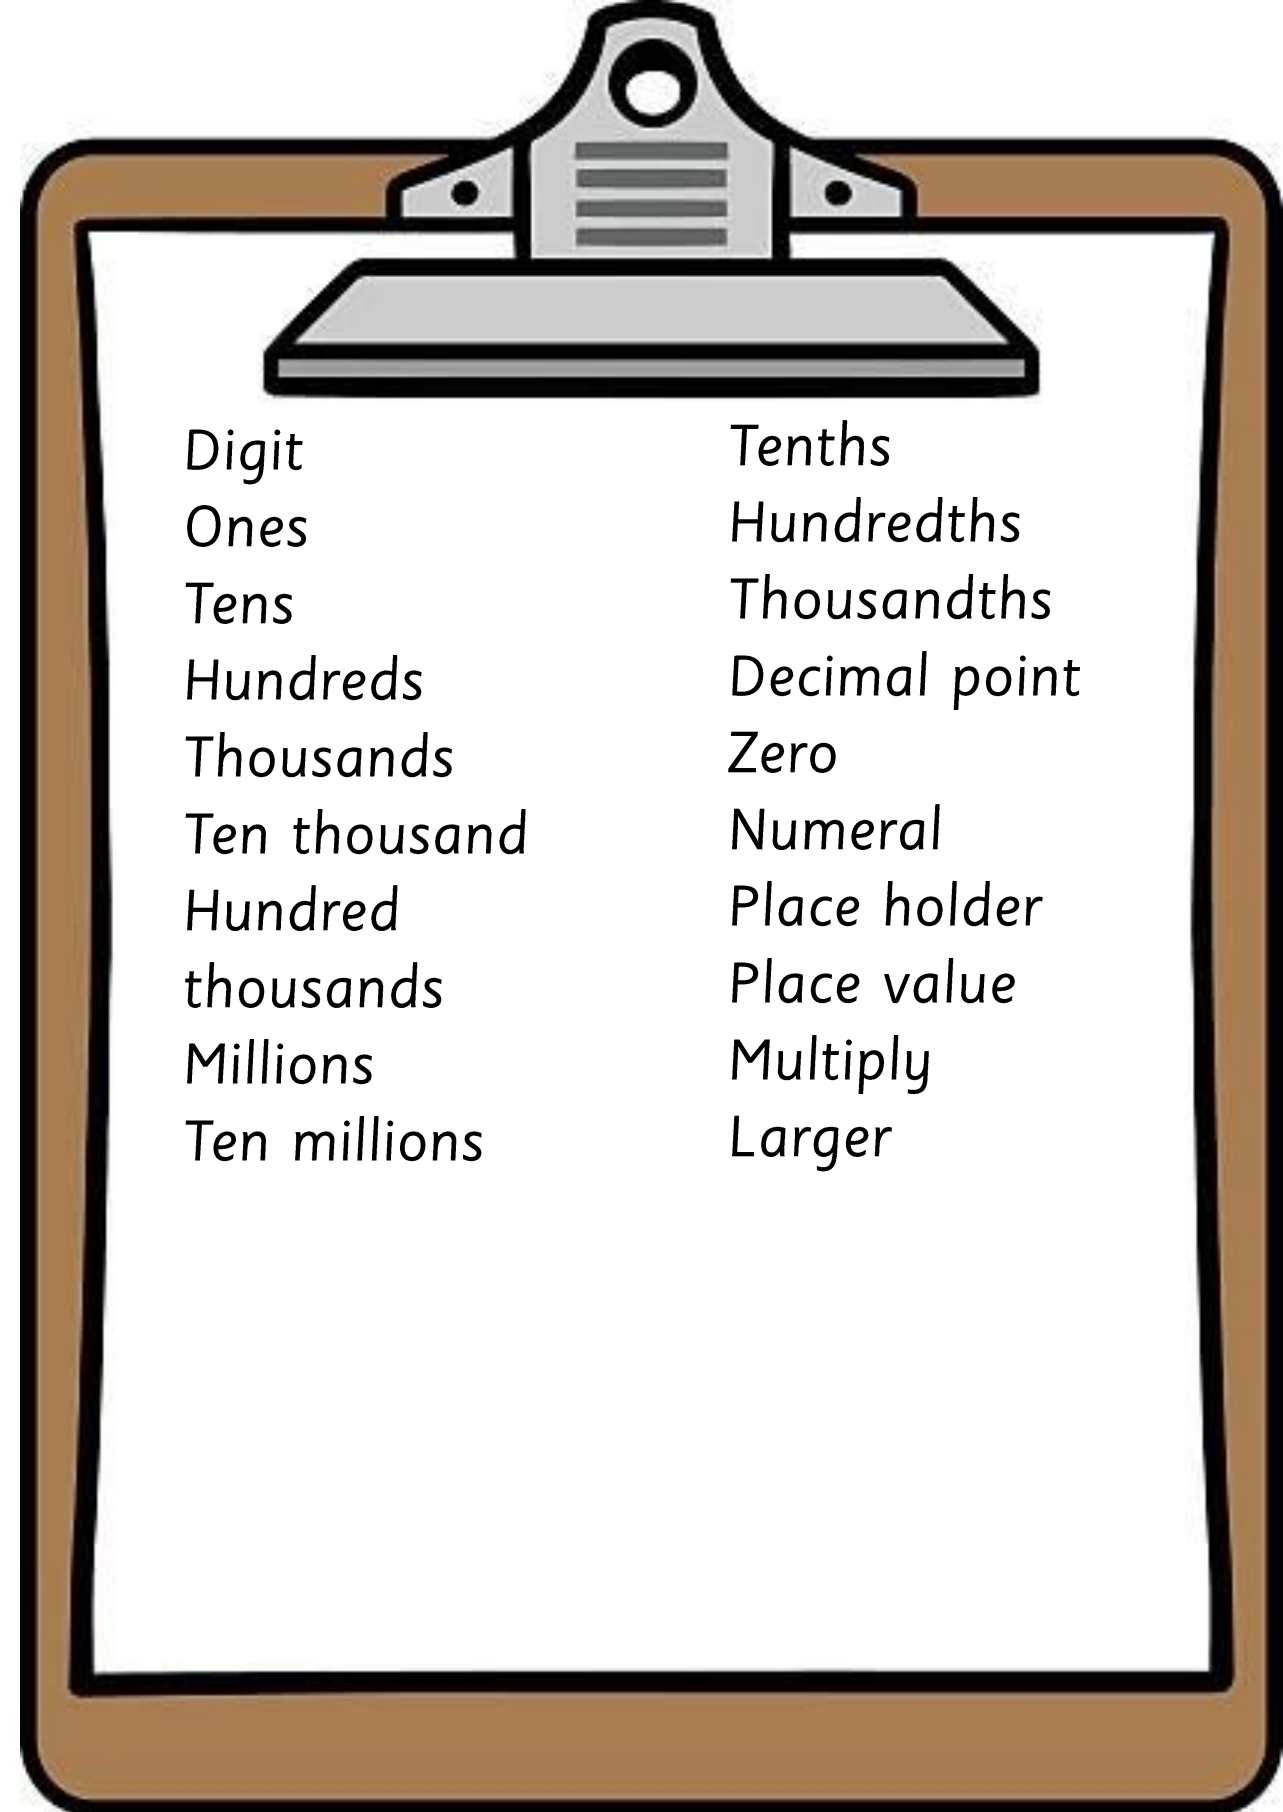 Digit
Ones
Tens
Hundreds
Thousands
Ten thousand
Hundred
thousands
Millions
Ten millions
Tenths
Hundredths
Thousandths
Decimal point
Zero
Numeral
Place holder
Place value
Multiply
Larger